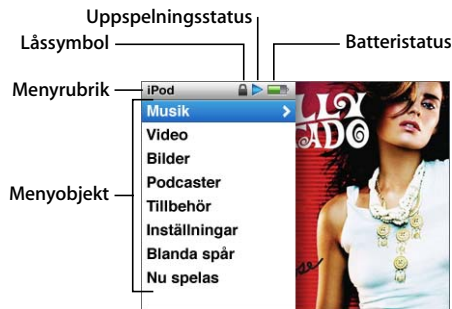 Uppspelningsstatus
Låssymbol
Batteristatus
Menyrubrik
iPod
Musik
Video
Bilder
Podcaster
Menyobjekt
Tillbehör
Inställningar
Blanda spår
Nu spelas
LLY
ADO